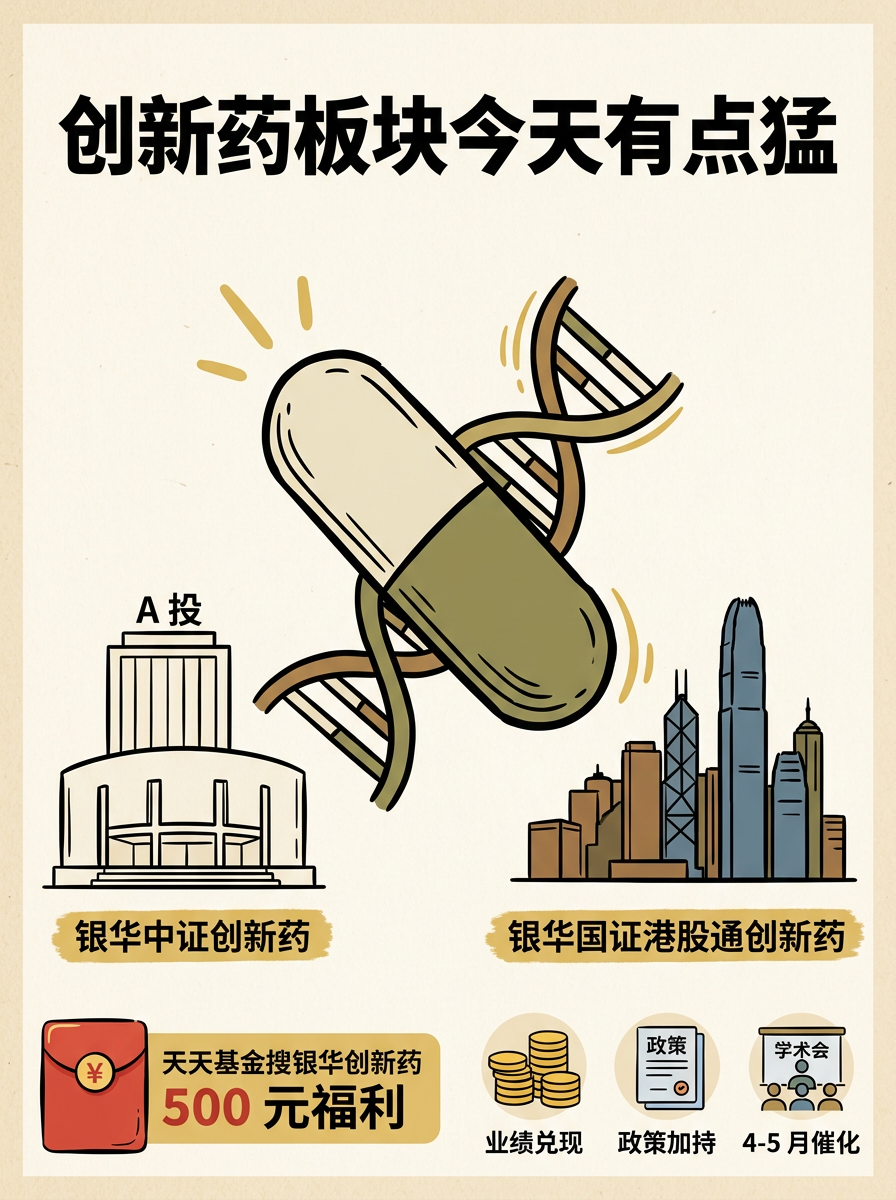 创新药板块今天有点猛
A 投
银华中证创新药
银华国证港股通创新药
¥
天天基金搜银华创新药
500 元福利
政策
学术会
业绩兑现
政策加持
4-5 月催化